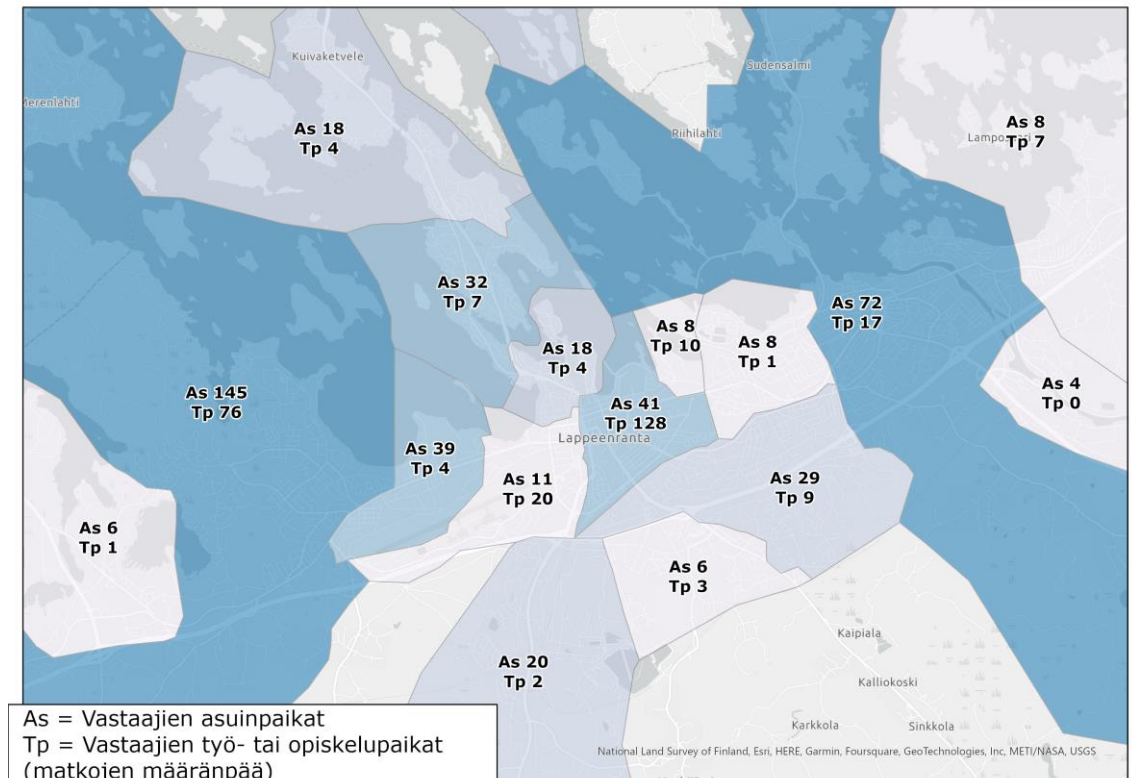 Kuivaketvele
Sudensalmi
Merenlahti
As 18
Tp 4
Riihilahti
As 8
Tp 7
As 32
Tp 7
As 72
Tp 17
As 8
Tp 10
As 8
Tp 1
As 18
Tp 4
As 4
Tp 0
As 145
Tp 76
As 41
Tp 128
Lappeenranta
As 39
Tp 4
As 11
Tp 20
As 29
Tp 9
As 6
Tp 1
As 6
Tp 3
Kaipiala
As 20
Tp 2
Kalliokoski
Karkkola
Sinkkola
As = Vastaajien asuinpaikat
Tp = Vastaajien työ- tai opiskelupaikat
(matkojen määränpää)
National Land Survey of Finland, Esri, HERE, Garmin, Foursquare, GeoTechnologies, Inc, METI/NASA, USGS